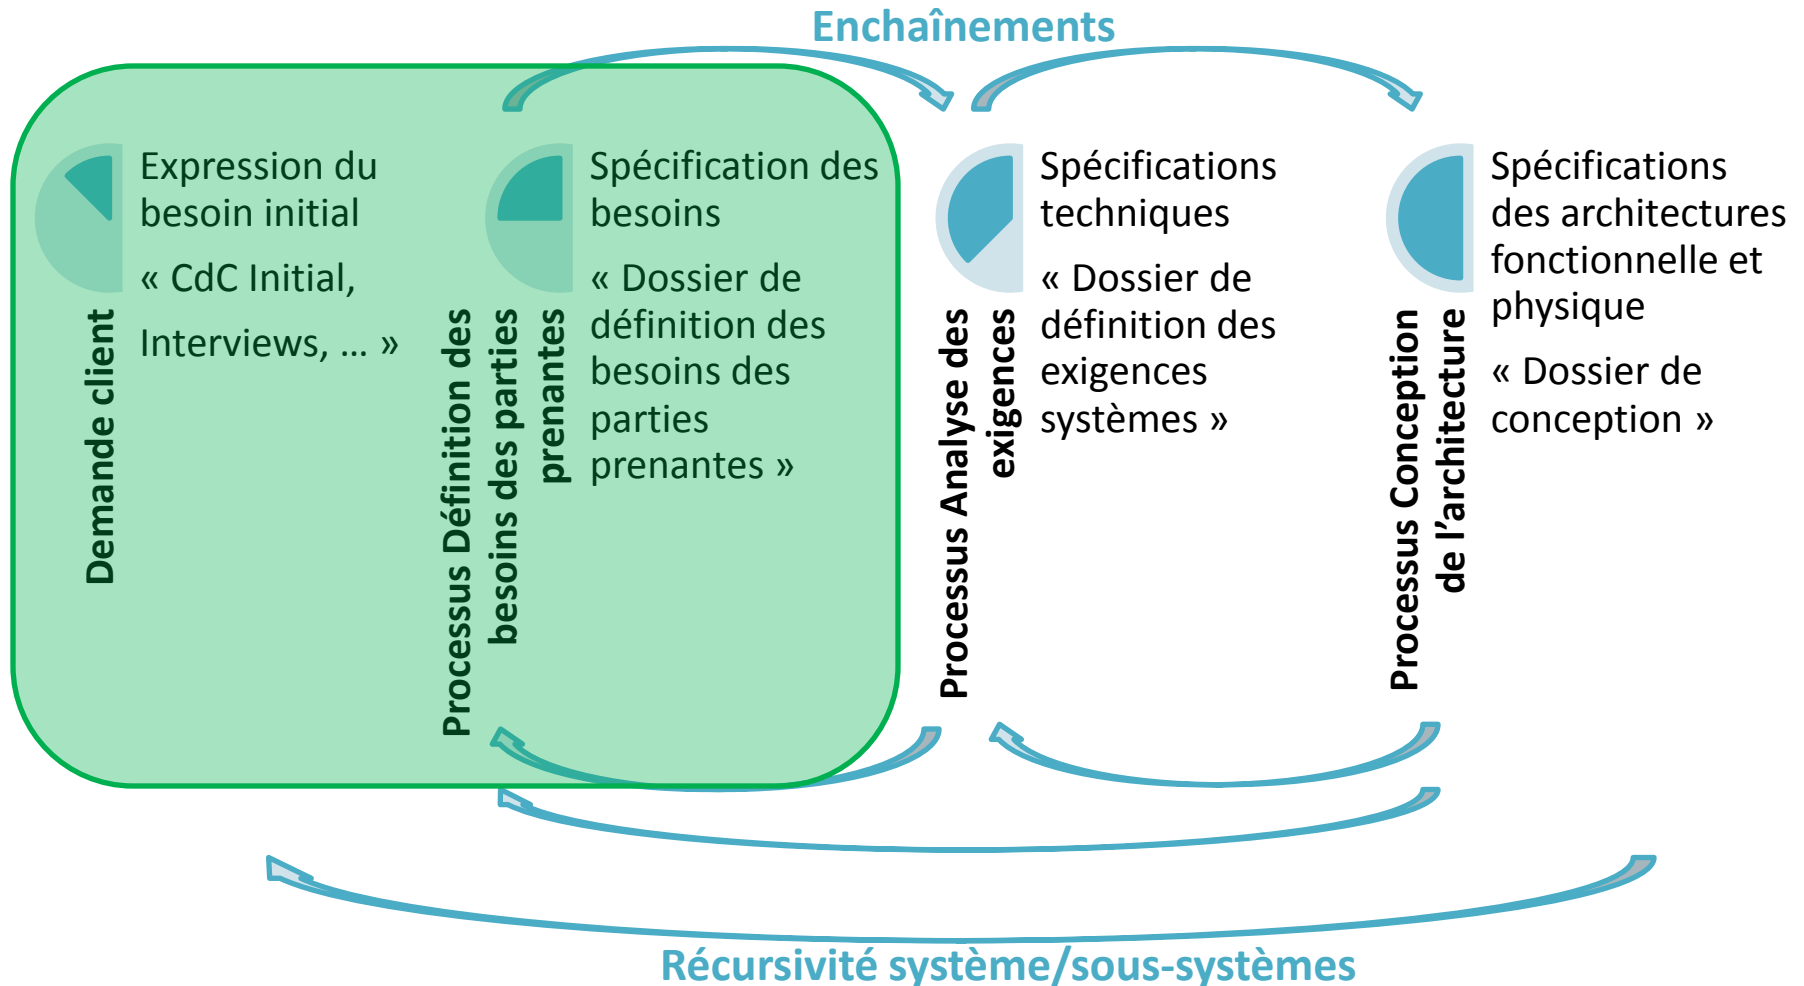 Enchaînements
Demande client
Expression du
besoin initial
« CdC Initial,
Interviews, … »
Processus Définition des
besoins des parties
prenantes
Spécification des
besoins
« Dossier de
définition des
besoins des
parties
prenantes »
Processus Analyse des
exigences
Spécifications
techniques
« Dossier de
définition des
exigences
systèmes »
Processus Conception
de l’architecture
Spécifications
des architectures
fonctionnelle et
physique
« Dossier de
conception »
Récursivité système/sous-systèmes